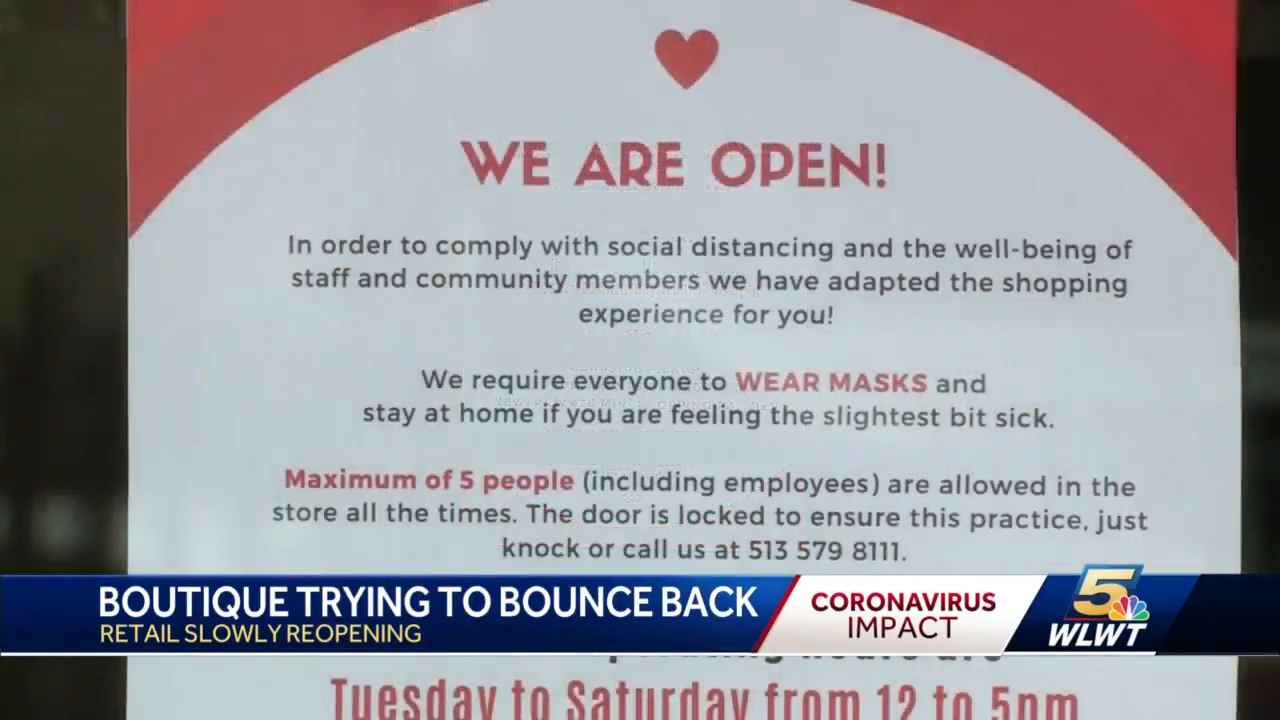 WE ARE OPEN!
In order to comply with social distancing and the well-being of
staff and community members we have adapted the shopping
experience for you!
We require everyone to WEAR MASKS and
stay at home if you are feeling the slightest bit sick.
Maximum of 5 people (including employees) are allowed in the
store all the times. The door is locked to ensure this practice, just
knock or call us at 513 579 8111.
BOUTIQUE TRYING TO BOUNCE BACK
RETAIL SLOWLY REOPENING
CORONAVIRUS
IMPACT
5
WLWT
Tuesday to Saturday from 12 to 5pm